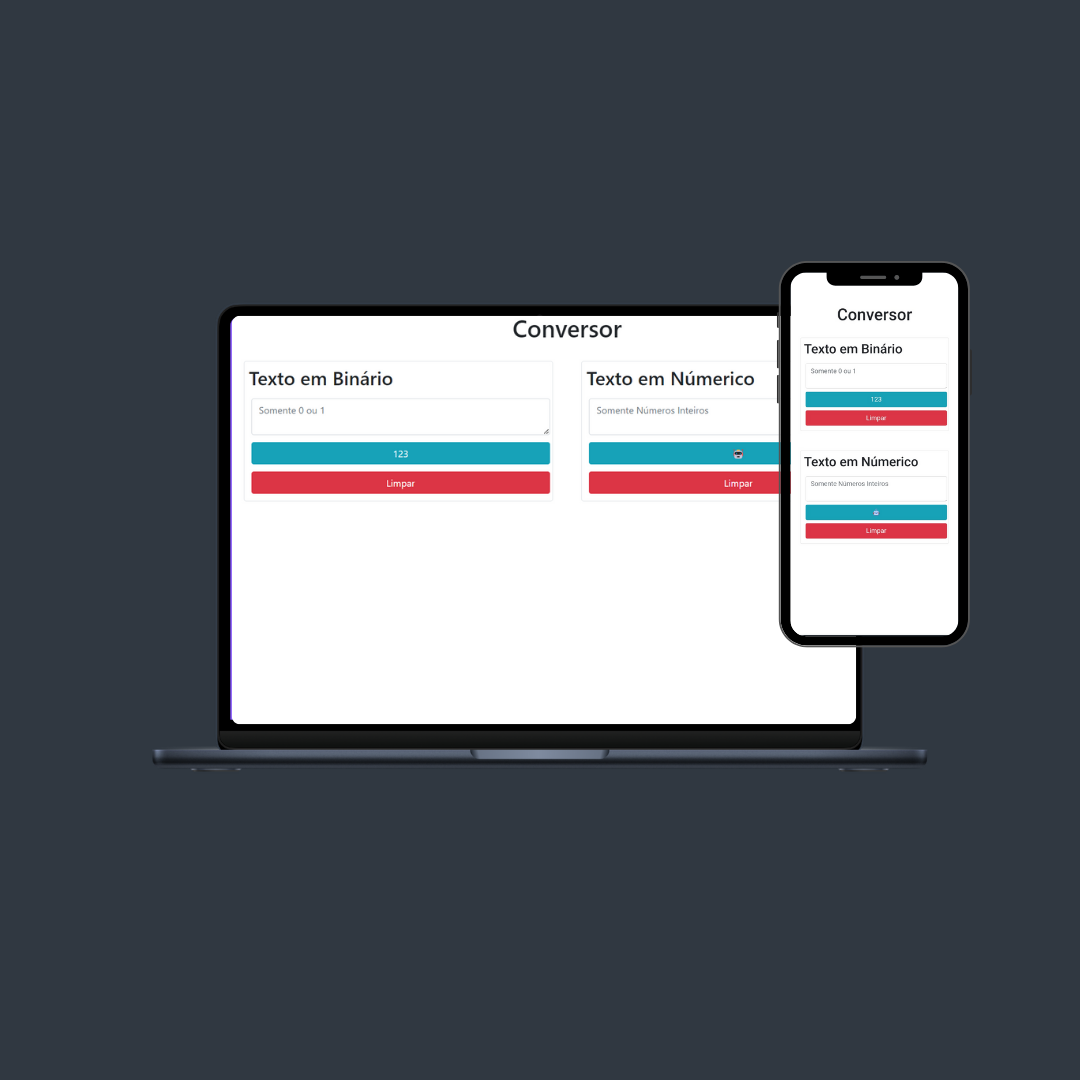 Conversor
Texto em Binário
Somente 0 ou 1
123
Limpar
Texto em Númerico
Somente Números Inteiros
Limpar
Conversor
Texto em Binário
Somente 0 ou 1
123
Limpar
Texto em Númerico
Somente Números Inteiros
Limpar